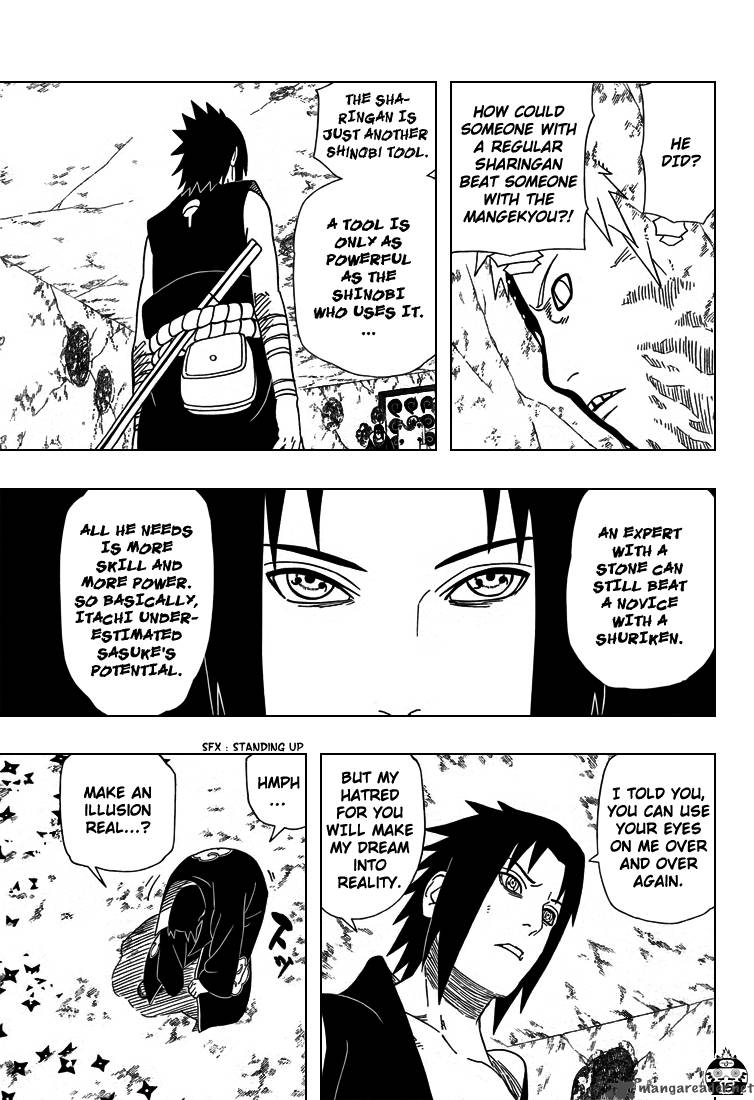 HE
DID?
HOW COULD
SOMEONE WITH
A REGULAR
SHARINGAN
BEAT SOMEONE
WITH THE
MANGEKYOU?!
THE SHA-
RINGAN IS
JUST ANOTHER
SHINOBI TOOL.
A TOOL IS
ONLY AS
POWERFUL
AS THE
SHINOBI
WHO USES IT.
...
AN EXPERT
WITH A
STONE CAN
STILL BEAT
A NOVICE
WITH A
SHURIKEN.
ALL HE NEEDS
IS MORE
SKILL AND
MORE POWER.
SO BASICALLY,
ITACHI UNDER-
ESTIMATED
SASUKE'S
POTENTIAL.
I TOLD YOU,
YOU CAN USE
YOUR EYES
ON ME OVER
AND OVER
AGAIN.
BUT MY
HATRED
FOR YOU
WILL MAKE
MY DREAM
INTO
REALITY.
SFX : STANDING UP
HMPH
...
MAKE AN
ILLUSION
REAL...?
スッ
mangareader.net